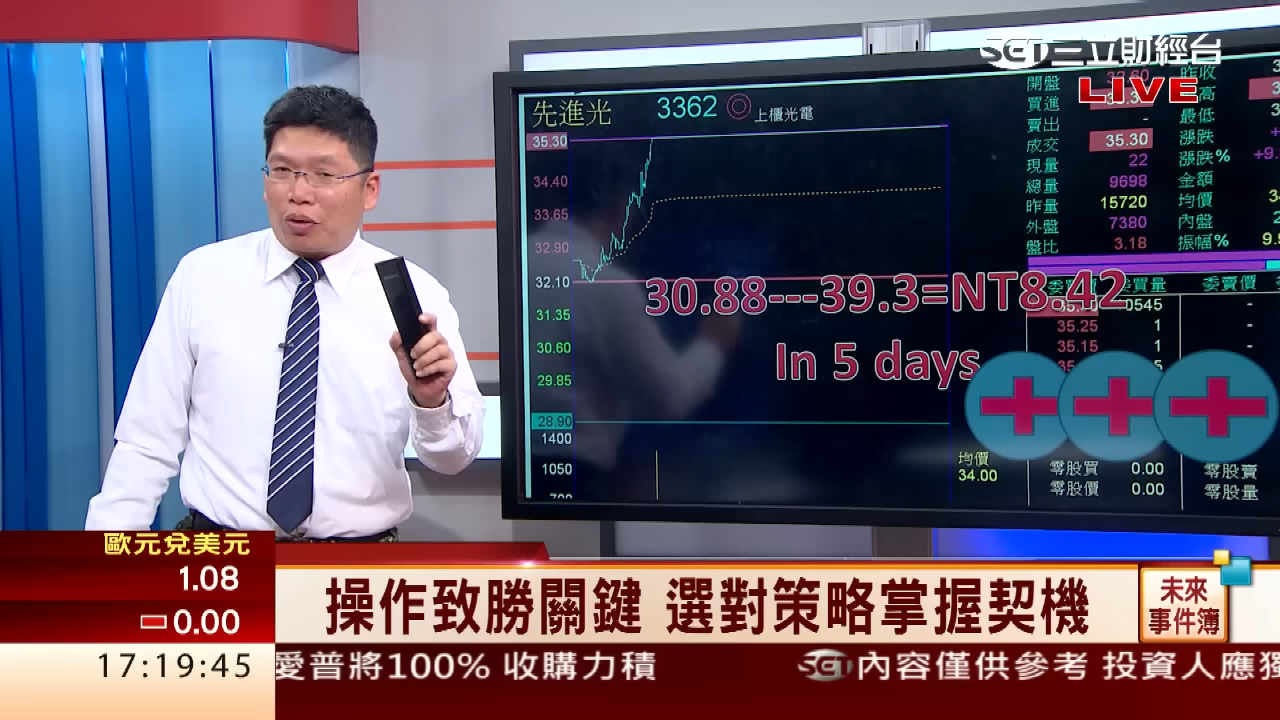 SET三立財經台
LIVE
先進光 3362 上櫃光電
35.30
34.40
33.65
32.90
32.10
31.35
30.60
29.85
28.90
1400
1050
開盤 32.60
買進
賣出 -
成交 35.30
現量 22
總量 9698
昨量 15720
外盤 7380
盤比 3.18
昨收
最低
漲跌
漲跌%
金額
均價
內盤
振幅%
30.88---39.3=NT8.42
In 5 days
委賣價
35.25 1 -
35.15 1 -
均價
34.00
零股買 0.00 零股賣
零股價 0.00 零股量
歐元兌美元
1.08
0.00
17:19:45
操作致勝關鍵 選對策略掌握契機
未來
事件簿
愛普將100% 收購力積
SET內容僅供參考 投資人應獨